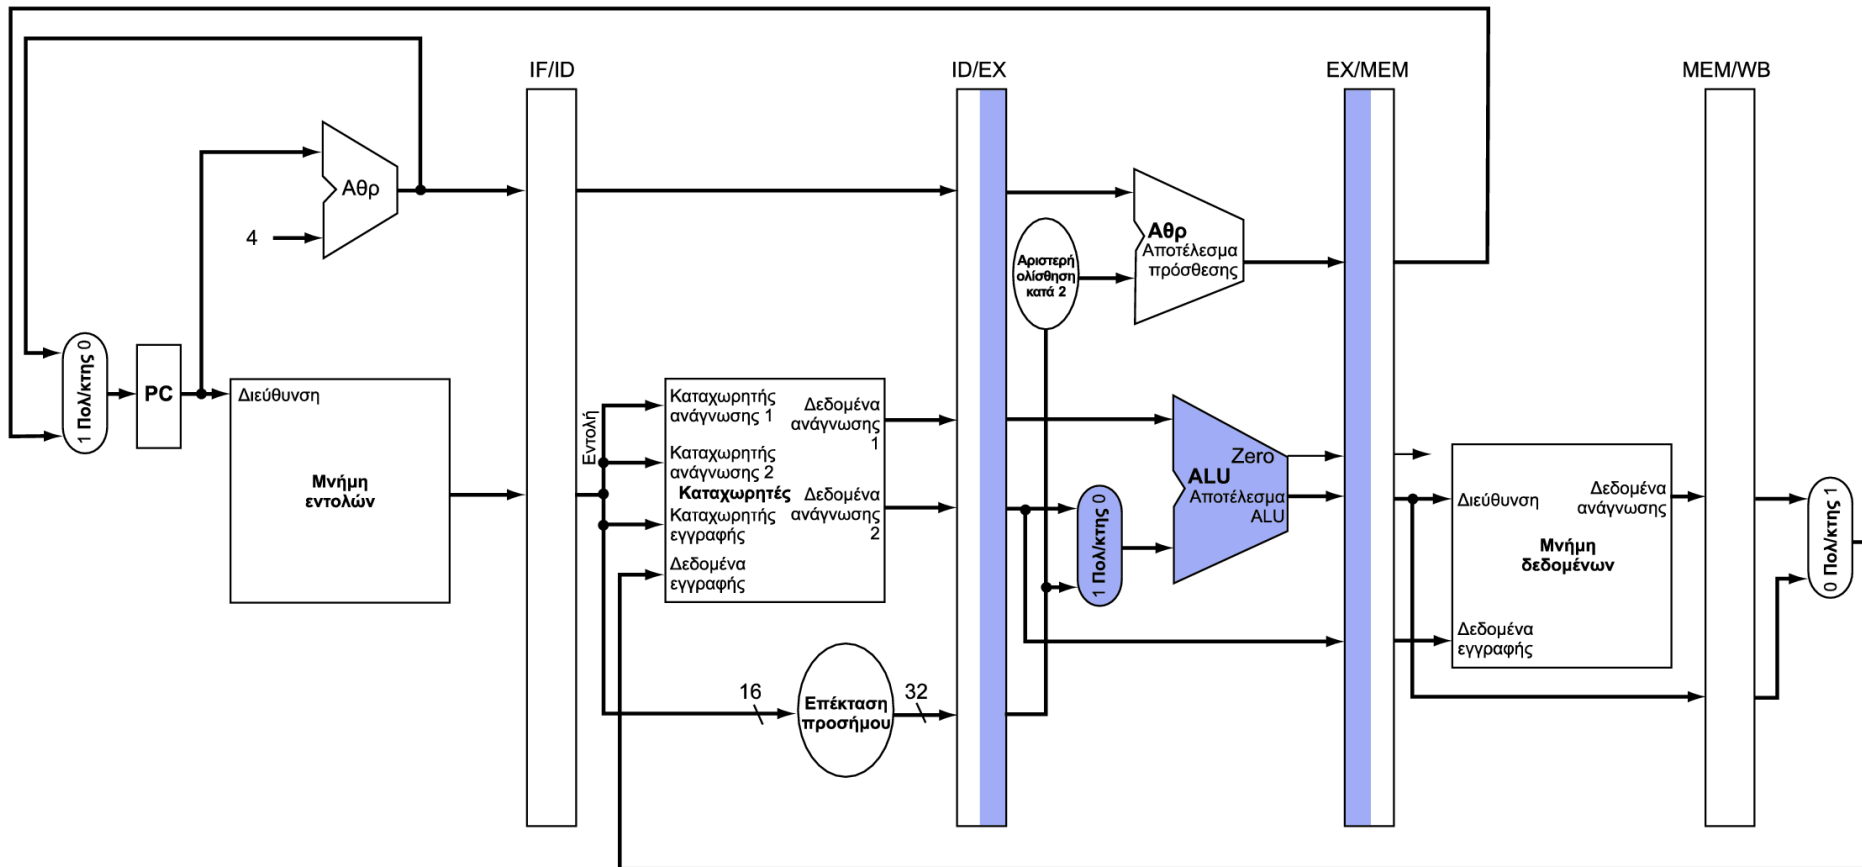 IF/ID
ID/EX
EX/MEM
MEM/WB
Αθρ
4
Αθρ
Αποτέλεσμα
πρόσθεσης
Αριστερή
ολίσθηση
κατά 2
1 Πολ/κτης 0
PC
Διεύθυνση
Μνήμη
εντολών
Εντολή
Καταχωρητής
ανάγνωσης 1
Καταχωρητής
ανάγνωσης 2
Καταχωρητές
Καταχωρητής
εγγραφής
Δεδομένα
εγγραφής
Δεδομένα
ανάγνωσης
1
Δεδομένα
ανάγνωσης
2
1 Πολ/κτης 0
Zero
ALU
Αποτέλεσμα
ALU
Διεύθυνση
Δεδομένα
ανάγνωσης
Μνήμη
δεδομένων
Δεδομένα
εγγραφής
0 Πολ/κτης 1
16
Επέκταση
προσήμου
32